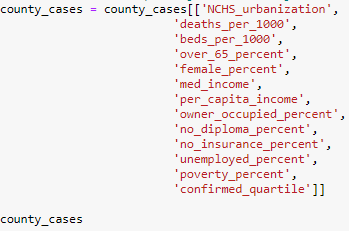 county_cases = county_cases[['NCHS_urbanization',
'deaths_per_1000',
'beds_per_1000',
'over_65_percent',
'female_percent',
'med_income',
'per_capita_income',
'owner_occupied_percent',
'no_diploma_percent',
'no_insurance_percent',
'unemployed_percent',
'poverty_percent',
'confirmed_quartile']]
county_cases